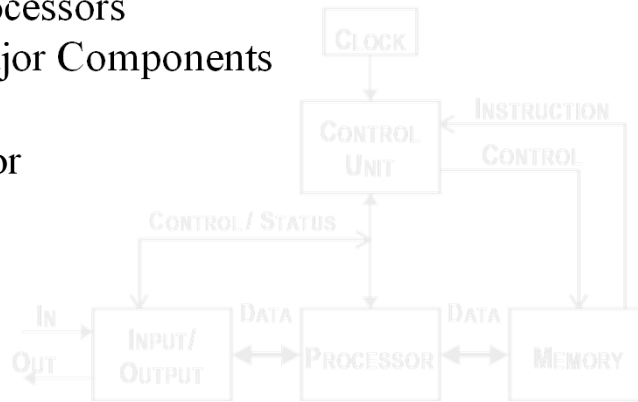 ocessors
jor Components
or
CLOCK
INSTRUCTION
CONTROL
UNIT
CONTROL
CONTROL / STATUS
IN
DATA
DATA
INPUT/
OUTPUT
PROCESSOR
MEMORY
OUT